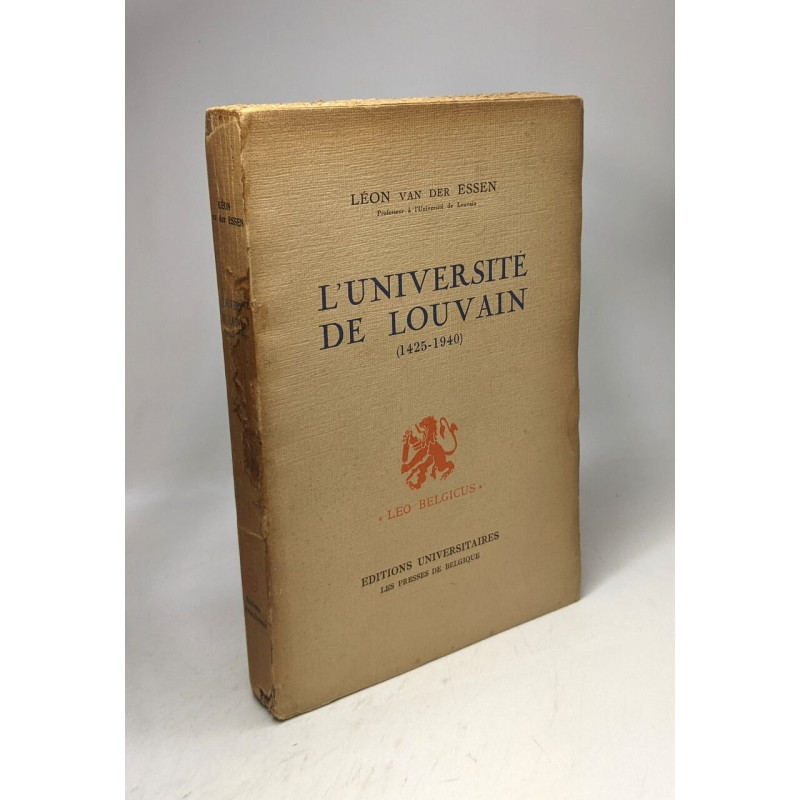 LÉON VAN DER ESSEN
Professeur à l'Université de Louvain
L'UNIVERSITÉ
DE LOUVAIN
(1425-1940)
* LEO BELGICUS *
EDITIONS UNIVERSITAIRES
LES PRESSES DE BELGIQUE
LÉON
van der ESSEN